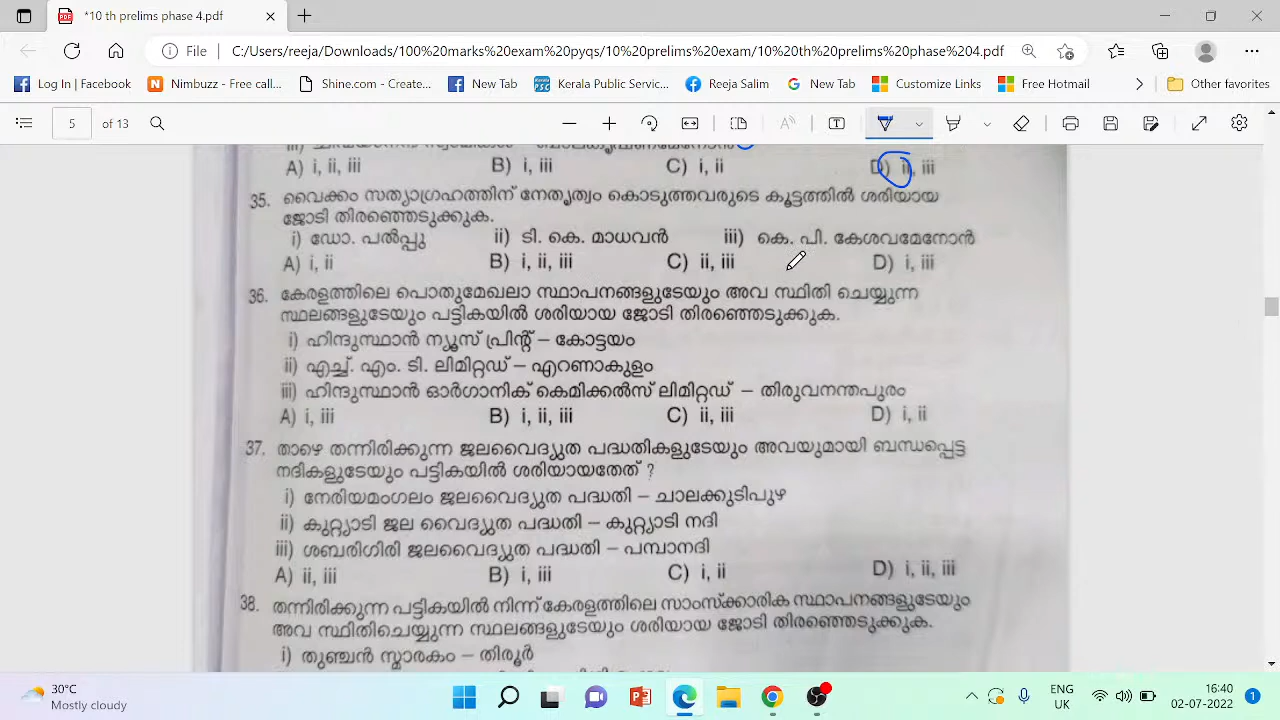 *10 th prelims phase 4.pdf
File C:/Users/reeja/Downloads/100%20marks%20exam%20pyqs/10%20prelims%20exam/10%20th%20prelims%20phase%204.pdf
Log In | Facebook Nimbuzz - Free call... Shine.com - Careers... New Tab Kerala PSC Reeja Salim New Tab Customize Links Free Hotmail Other favorites
5 of 13
A) i, ii, iii B) i, iii C) i, ii D) ii, iii
35. വൈക്കം സത്യാഗ്രഹത്തിന് നേതൃത്വം കൊടുത്തവരുടെ കൂട്ടത്തിൽ ശരിയായ
ജോടി തിരഞ്ഞെടുക്കുക.
i) ഡോ. പൽപ്പു ii) ടി. കെ. മാധവൻ iii) കെ. പി. കേശവമേനോൻ
A) i, ii B) i, ii, iii C) ii, iii D) i, iii
36. കേരളത്തിലെ പൊതുമേഖലാ സ്ഥാപനങ്ങളുടേയും അവ സ്ഥിതി ചെയ്യുന്ന
സ്ഥലങ്ങളുടേയും പട്ടികയിൽ ശരിയായ ജോടി തിരഞ്ഞെടുക്കുക.
i) ഹിന്ദുസ്ഥാൻ ന്യൂസ് പ്രിന്റ് – കോട്ടയം
ii) എച്ച്. എം. ടി. ലിമിറ്റഡ് – എറണാകുളം
iii) ഹിന്ദുസ്ഥാൻ ഓർഗാനിക് കെമിക്കൽസ് ലിമിറ്റഡ് – തിരുവനന്തപുരം
A) i, iii B) i, ii, iii C) ii, iii D) i, ii
37. താഴെ തന്നിരിക്കുന്ന ജലവൈദ്യുത പദ്ധതികളുടേയും അവയുമായി ബന്ധപ്പെട്ട
നദികളുടേയും പട്ടികയിൽ ശരിയായതേത് ?
i) നേരിയമംഗലം ജലവൈദ്യുത പദ്ധതി – ചാലക്കുടിപുഴ
ii) കുറ്റ്യാടി ജല വൈദ്യുത പദ്ധതി – കുറ്റ്യാടി നദി
iii) ശബരിഗിരി ജലവൈദ്യുത പദ്ധതി – പമ്പാനദി
A) ii, iii B) i, iii C) i, ii D) i, ii, iii
38. തന്നിരിക്കുന്ന പട്ടികയിൽ നിന്ന് കേരളത്തിലെ സാംസ്ക്കാരിക സ്ഥാപനങ്ങളുടേയും
അവ സ്ഥിതിചെയ്യുന്ന സ്ഥലങ്ങളുടേയും ശരിയായ ജോടി തിരഞ്ഞെടുക്കുക.
i) തുഞ്ചൻ സ്മാരകം – തിരൂർ
30°C
Mostly cloudy
ENG
UK
16:40
02-07-2022
1